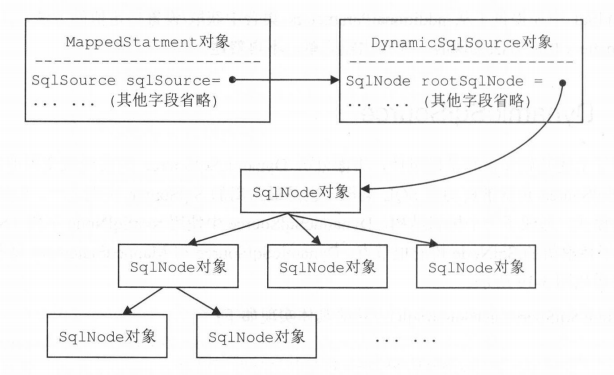 MappedStatment对象
SqlSource sqlSource=
... ... (其他字段省略)
DynamicSqlSource对象
SqlNode rootSqlNode =
... ... (其他字段省略)
SqlNode对象
SqlNode对象
SqlNode对象
SqlNode对象
SqlNode对象
SqlNode对象
... ...